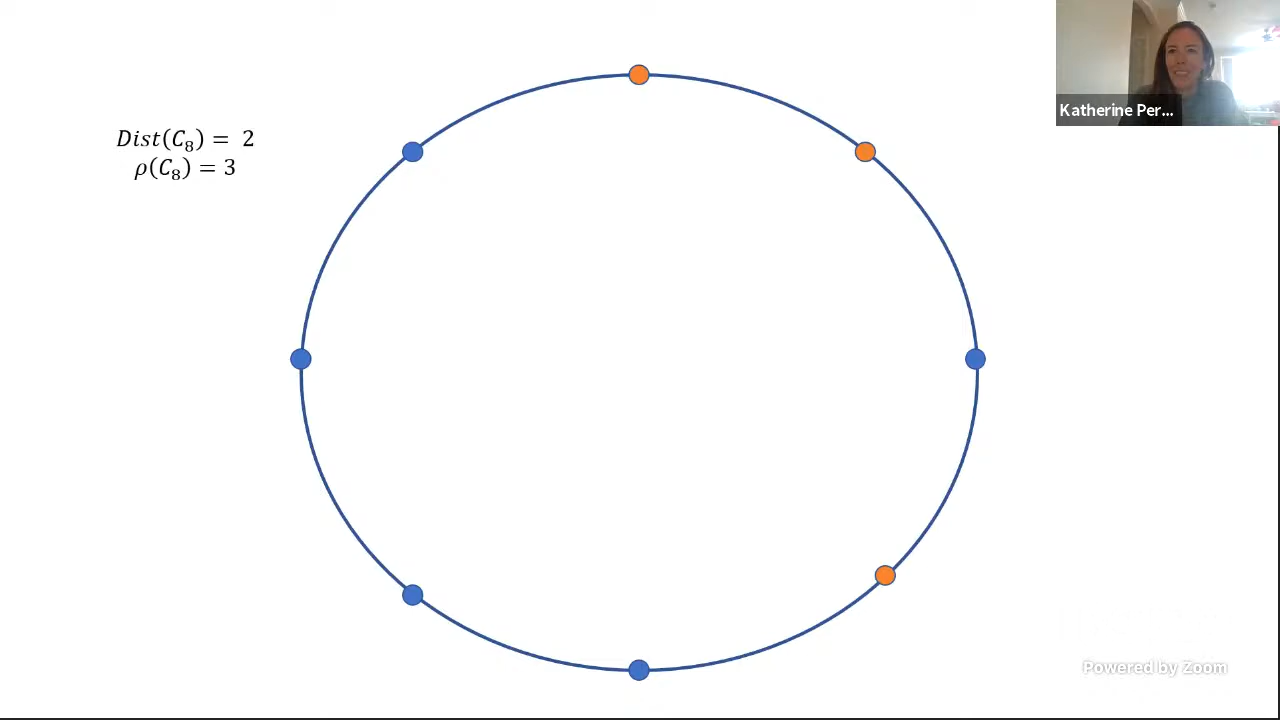 Dist(C₈) = 2
ρ(C₈) = 3
Katherine Per...
Powered by Zoom